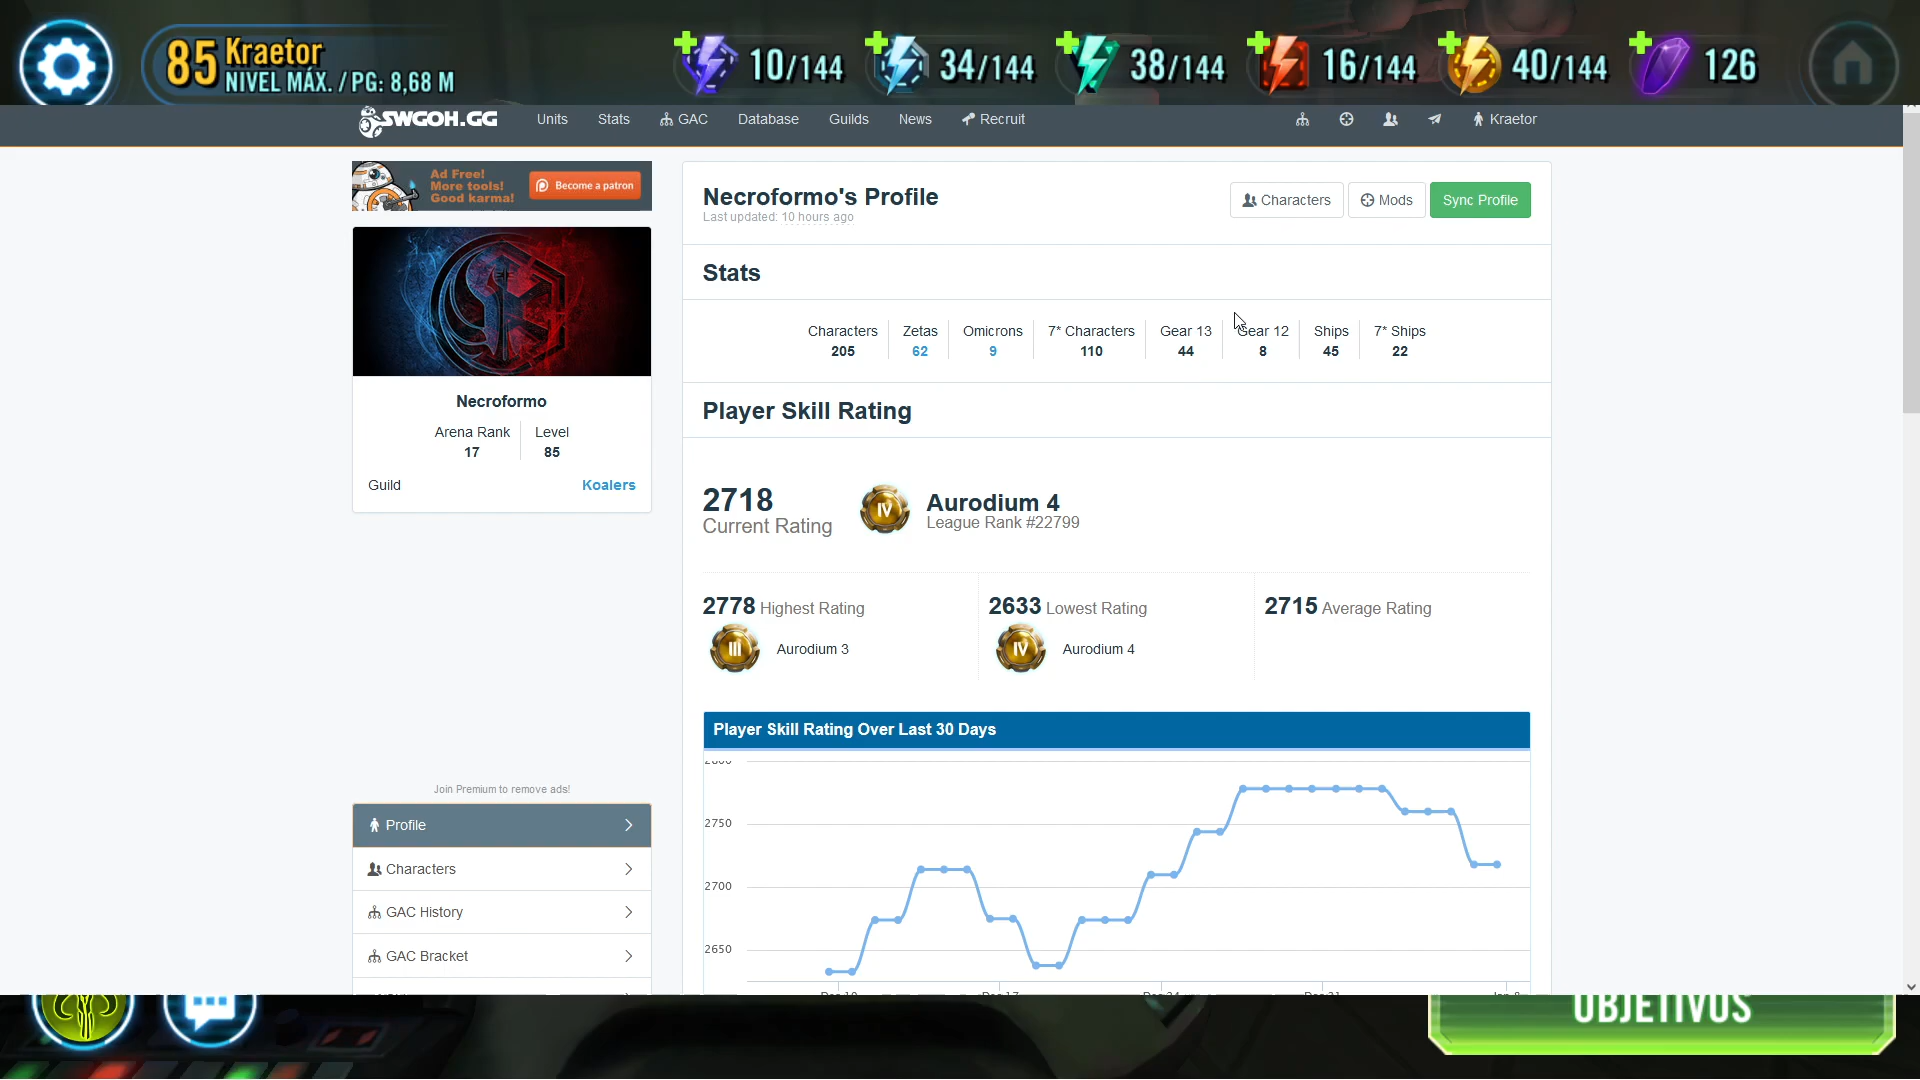 85 Kraetor
NIVEL MÁX. / PG: 8,68 M
10/144
34/144
38/144
16/144
40/144
126
SWGOH.GG
Units
Stats
GAC
Database
Guilds
News
Recruit
Kraetor
Ad Free!
More tools!
Good karma!
Become a patron
Necroformo
Arena Rank
17
Level
85
Guild
Koalers
Join Premium to remove ads!
Profile
Characters
GAC History
GAC Bracket
Necroformo's Profile
Last updated: 10 hours ago
Characters
Mods
Sync Profile
Stats
Characters
205
Zetas
62
Omicrons
9
7* Characters
110
Gear 13
44
Gear 12
8
Ships
45
7* Ships
22
Player Skill Rating
2718
Current Rating
IV
Aurodium 4
League Rank #22799
2778 Highest Rating
III
Aurodium 3
2633 Lowest Rating
IV
Aurodium 4
2715 Average Rating
Player Skill Rating Over Last 30 Days
2800
2750
2700
2650
OBJETIVOS